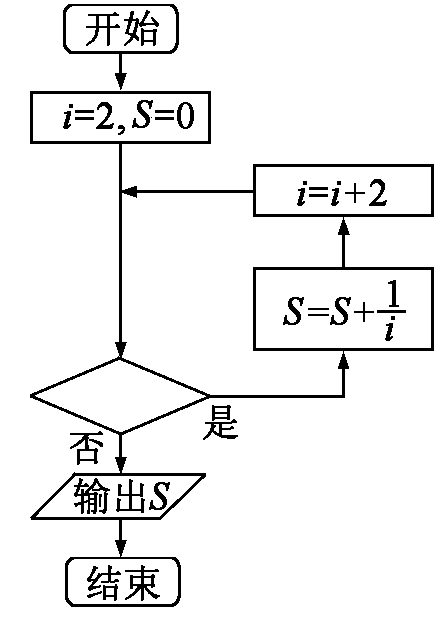 开始
i=2,S=0
i=i+2
S=S+1/i
是
否
输出S
结束